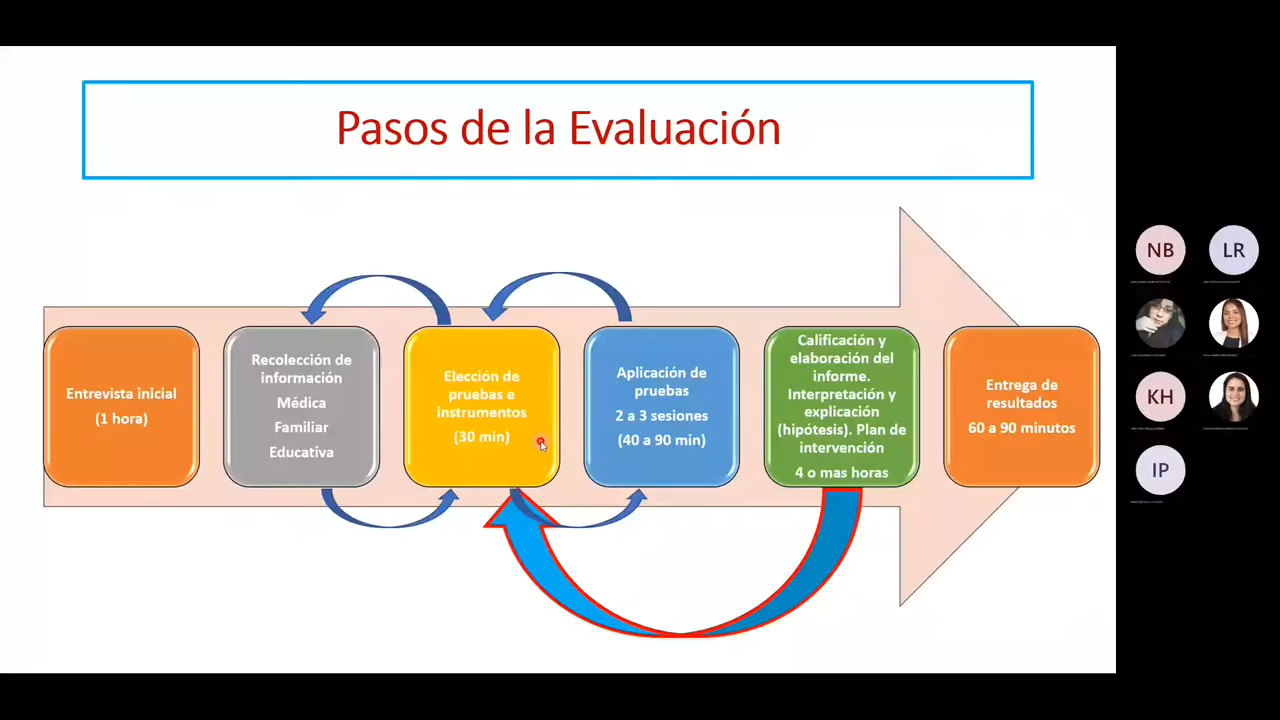 Pasos de la Evaluación
Entrevista inicial
(1 hora)
Recolección de
información
Médica
Familiar
Educativa
Elección de
pruebas e
instrumentos
(30 min)
Aplicación de
pruebas
2 a 3 sesiones
(40 a 90 min)
Calificación y
elaboración del
informe.
Interpretación y
explicación
(hipótesis). Plan de
intervención
4 o mas horas
Entrega de
resultados
60 a 90 minutos
NB
LR
KH
IP